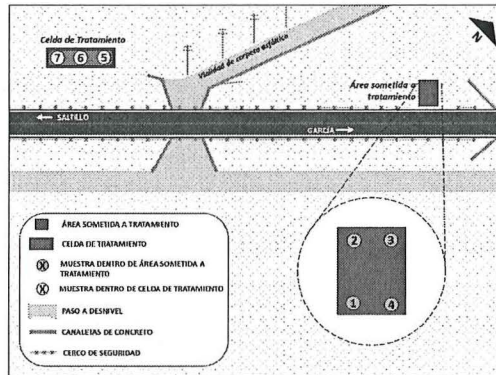 Celda de Tratamiento
7 6 5
Vialidad de carpeta asfáltica
N
Área sometida a
tratamiento
SALTILLO
GARCÍA
2 3
1 4
ÁREA SOMETIDA A TRATAMIENTO
CELDA DE TRATAMIENTO
MUESTRA DENTRO DE ÁREA SOMETIDA A
TRATAMIENTO
MUESTRA DENTRO DE CELDA DE TRATAMIENTO
PASO A DESNIVEL
CANALETAS DE CONCRETO
CERCO DE SEGURIDAD